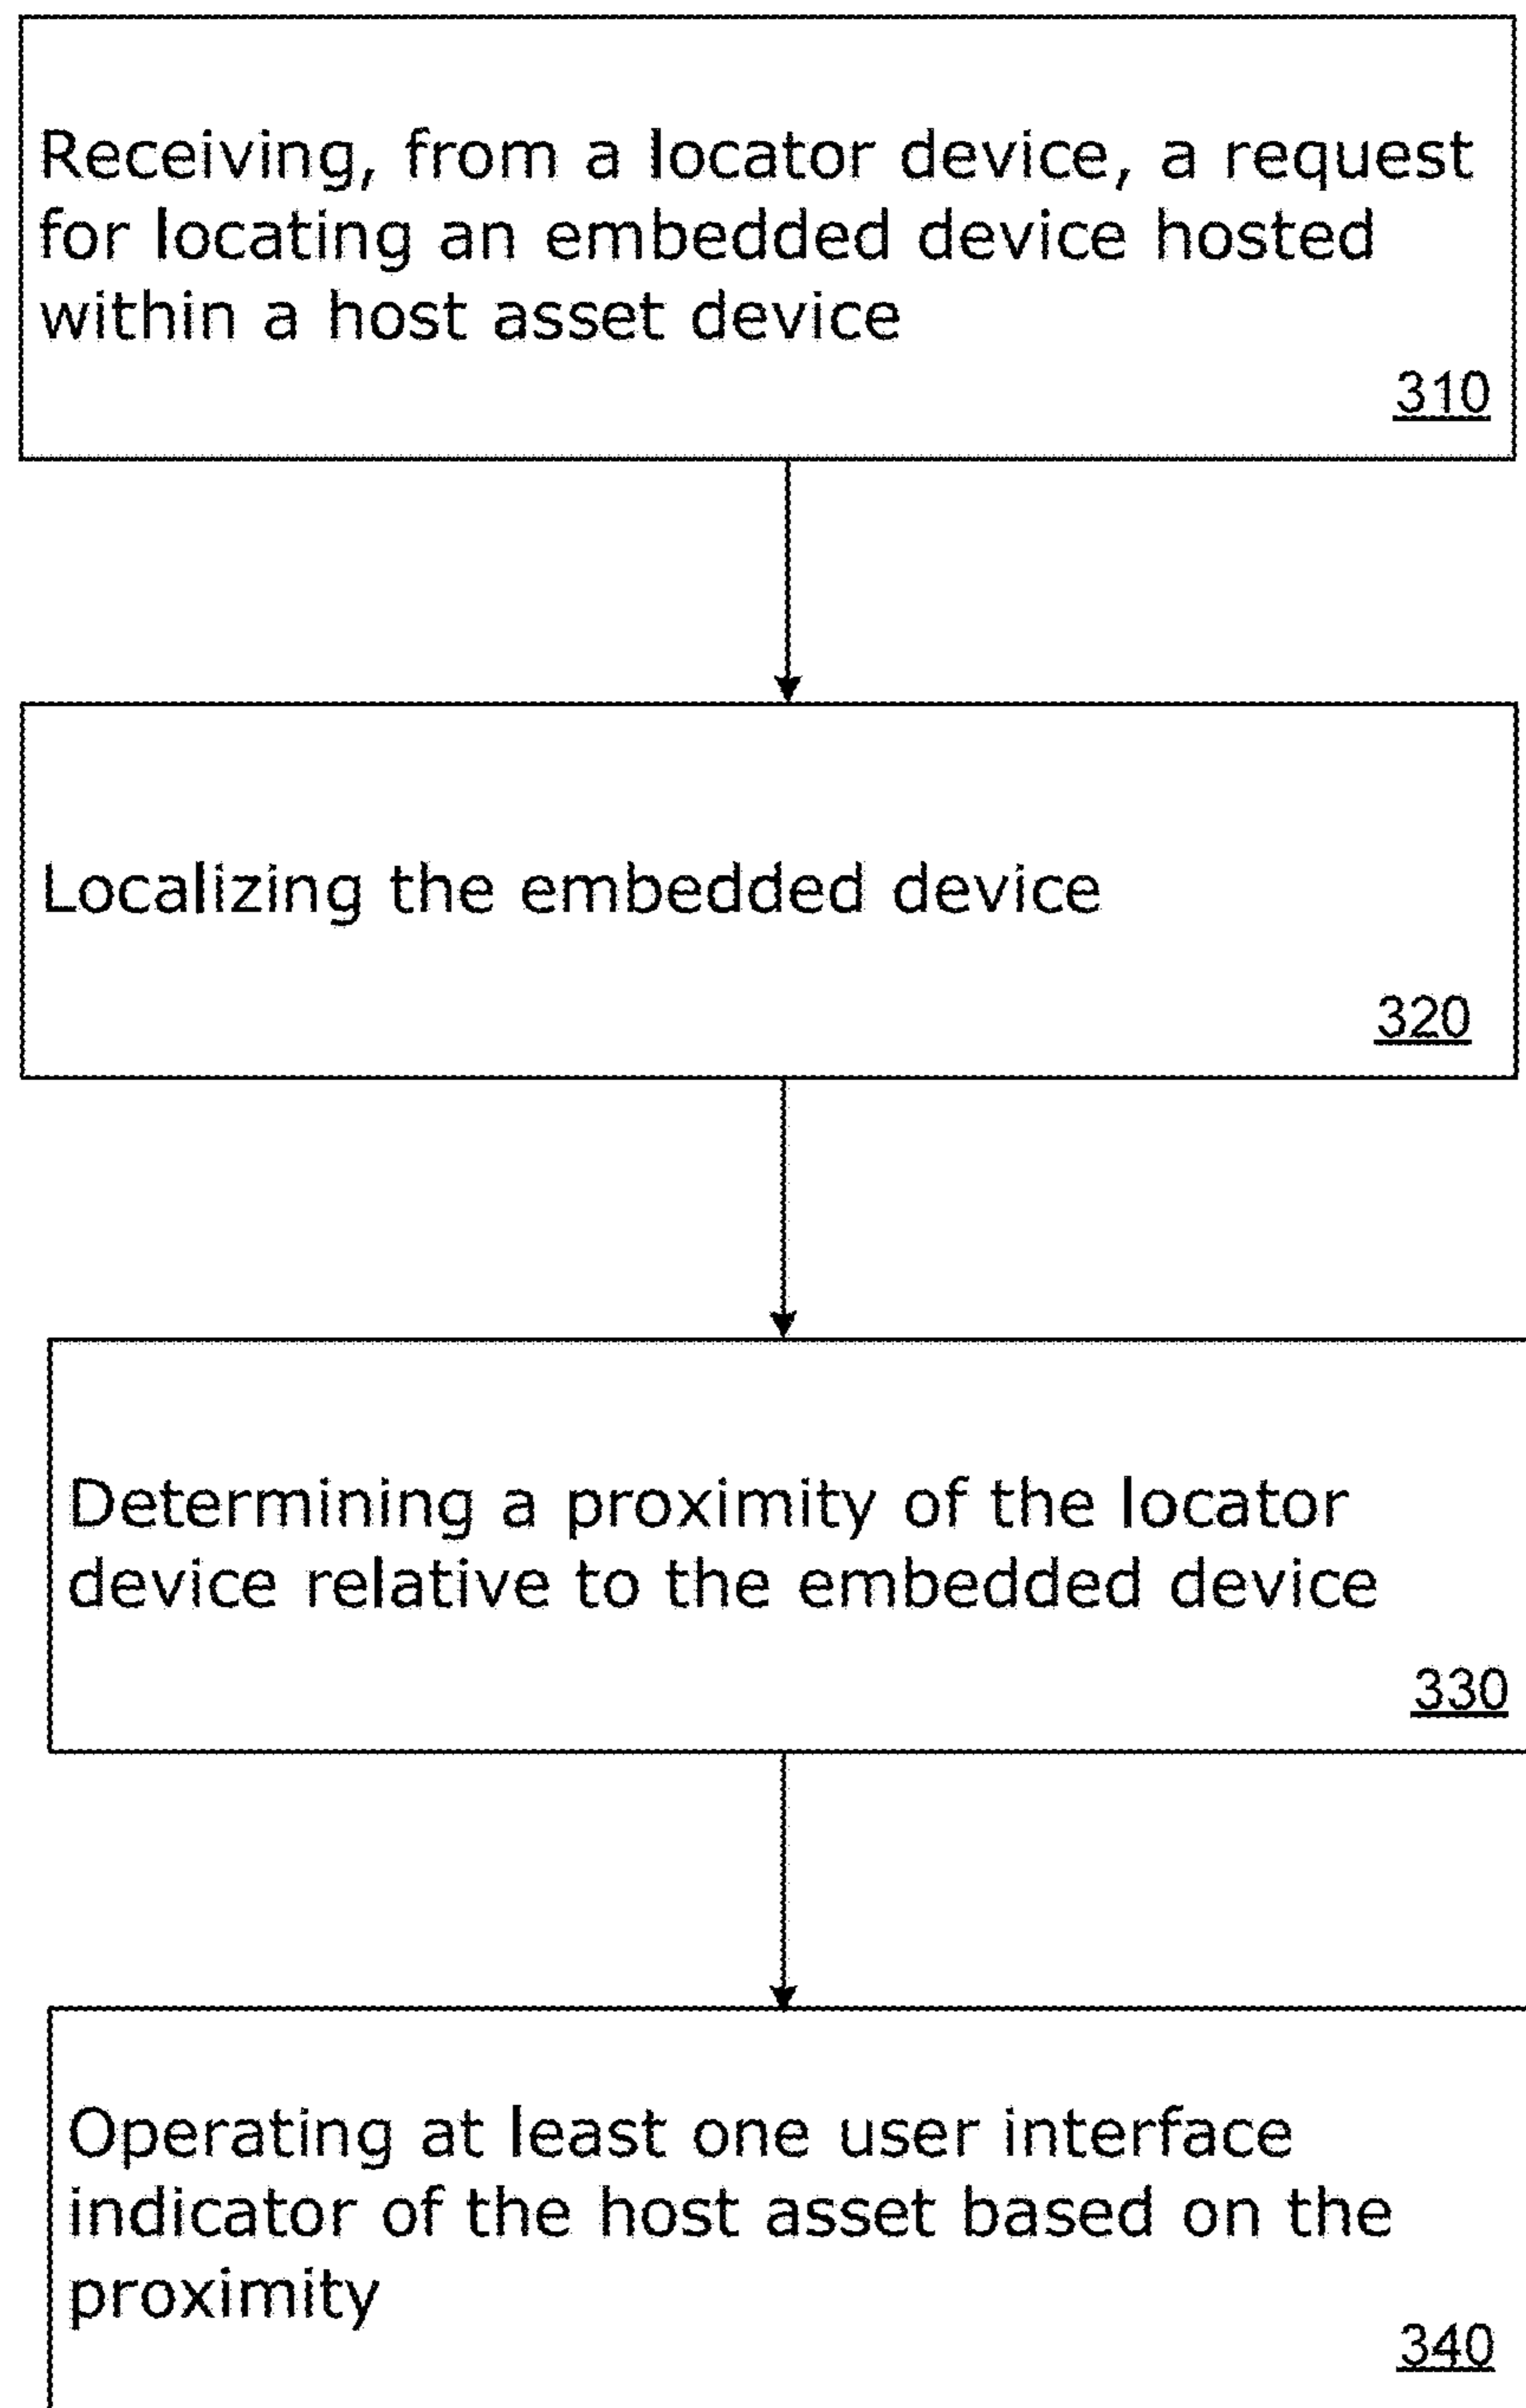 Receiving, from a locator device, a request
for locating an embedded device hosted
within a host asset device
310
Localizing the embedded device
320
Determining a proximity of the locator
device relative to the embedded device
330
Operating at least one user interface
indicator of the host asset based on the
proximity
340